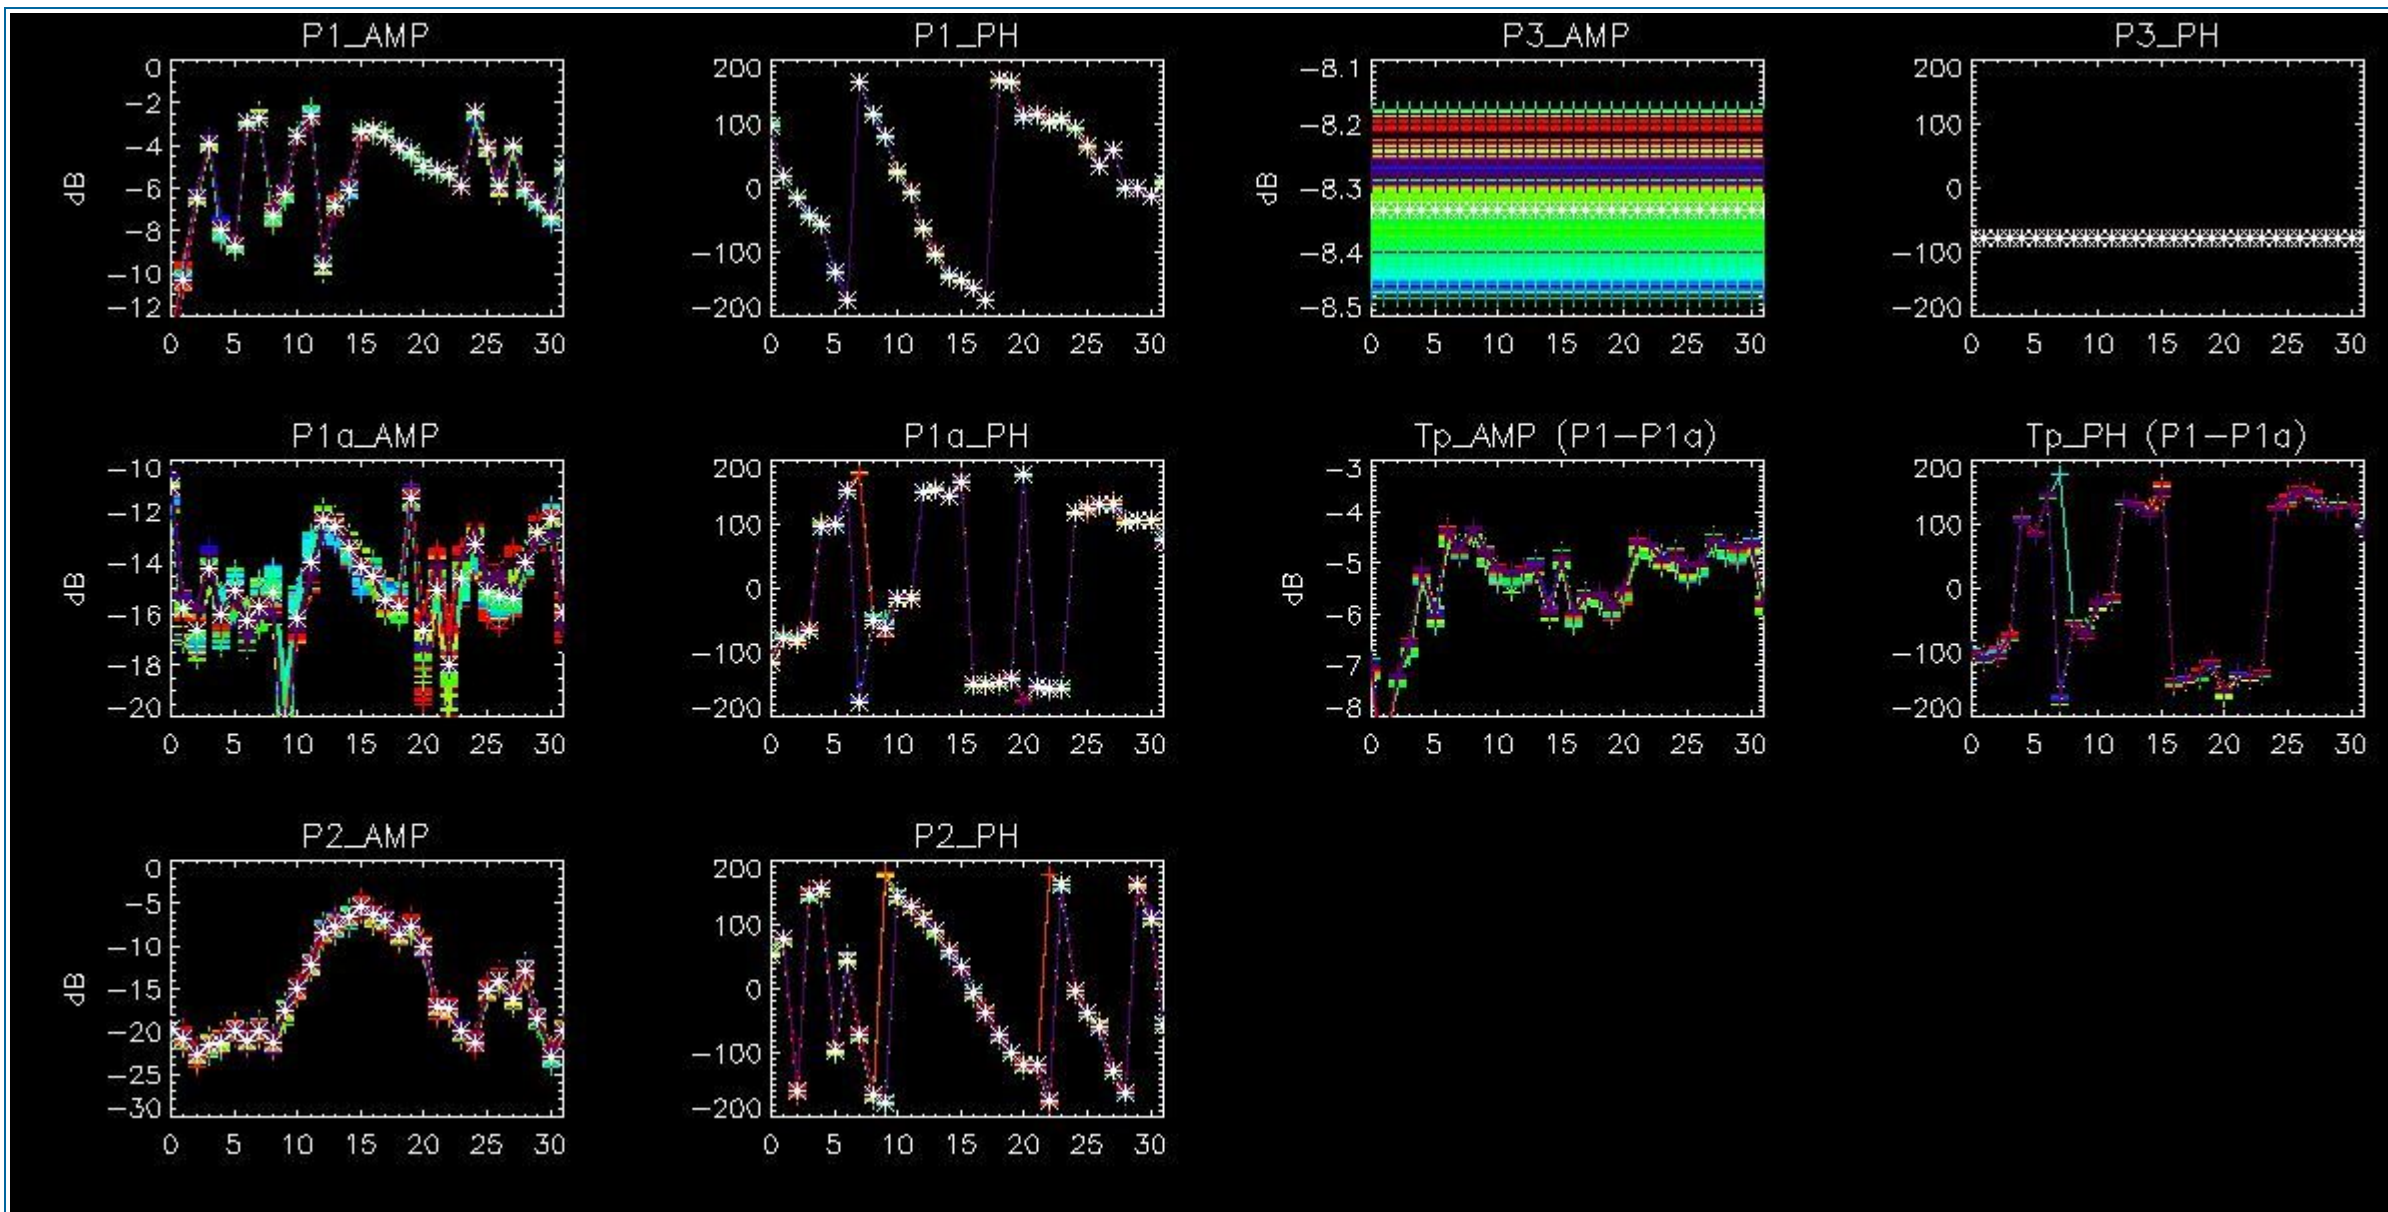 P1_AMP
0
−2
−4
−6
−8
−10
−12
dB
0 5 10 15 20 25 30
P1_PH
200
100
0
−100
−200
0 5 10 15 20 25 30
P3_AMP
−8.1
−8.2
−8.3
−8.4
−8.5
dB
0 5 10 15 20 25 30
P3_PH
200
100
0
−100
−200
0 5 10 15 20 25 30
P1a_AMP
−10
−12
−14
−16
−18
−20
dB
0 5 10 15 20 25 30
P1a_PH
200
100
0
−100
−200
0 5 10 15 20 25 30
Tp_AMP (P1−P1a)
−3
−4
−5
−6
−7
−8
dB
0 5 10 15 20 25 30
Tp_PH (P1−P1a)
200
100
0
−100
−200
0 5 10 15 20 25 30
P2_AMP
0
−5
−10
−15
−20
−25
−30
dB
0 5 10 15 20 25 30
P2_PH
200
100
0
−100
−200
0 5 10 15 20 25 30